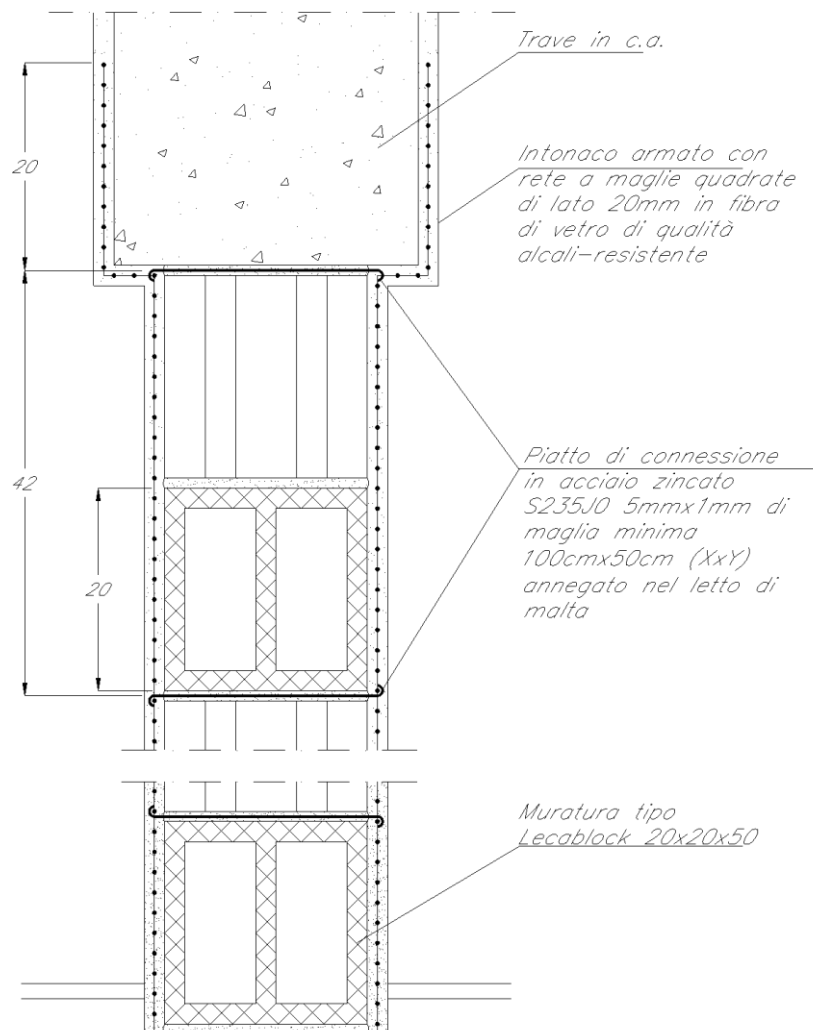 Trave in c.a.
20
Intonaco armato con
rete a maglie quadrate
di lato 20mm in fibra
di vetro di qualità
alcali-resistente
42
Piatto di connessione
in acciaio zincato
S235J0 5mmx1mm di
maglia minima
100cmx50cm (XxY)
annegato nel letto di
malta
20
Muratura tipo
Lecablock 20x20x50